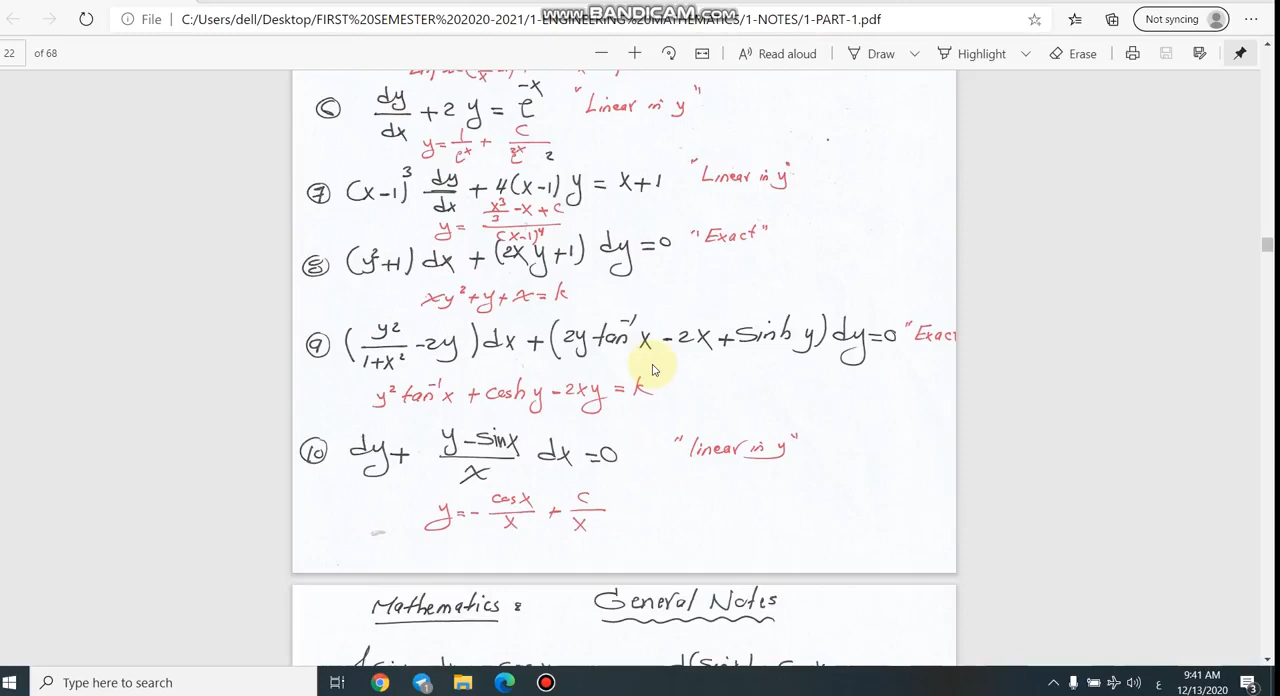 www.BANDICAM.com
File C:/Users/dell/Desktop/FIRST%20SEMESTER%202020-2021/1-ENGINEERING%20MATHEMATICS/1-NOTES/1-PART-1.pdf Not syncing
22 of 68 Read aloud Draw Highlight Erase
6 dy/dx + 2y = e^-x "Linear in y"
y = 1/e^x + C/e^2x
7 (x-1)^3 dy/dx + 4(x-1)y = x+1 "Linear in y"
2
y = (x^3/3 - x + C)/(x-1)^4
8 (y^2+1) dx + (2xy+1) dy = 0 "Exact"
xy^2 + y + x = k
9 (y^2/(1+x^2) - 2y) dx + (2y tan^-1 x - 2x + sinh y) dy = 0 "Exact
y^2 tan^-1 x + cosh y - 2xy = k
10 dy + (y - sinx)/x dx = 0 "linear in y"
y = - cosx/x + C/x
Mathematics : General Notes
Type here to search 9:41 AM
ع 12/13/2020 3